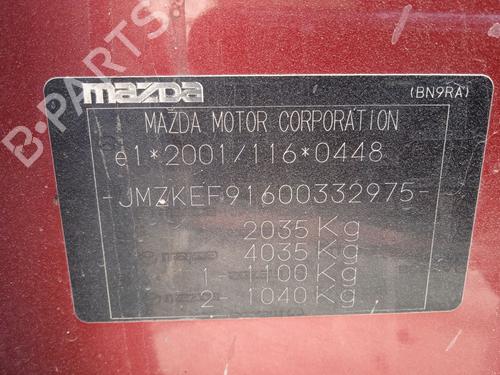 B-PARTS
mazda
(BN9RA)
MAZDA MOTOR CORPORATION
e1*2001/116*0448
-JMZKEF91600332975-
2035 Kg
4035 Kg
1- 1100 Kg
2- 1040 Kg